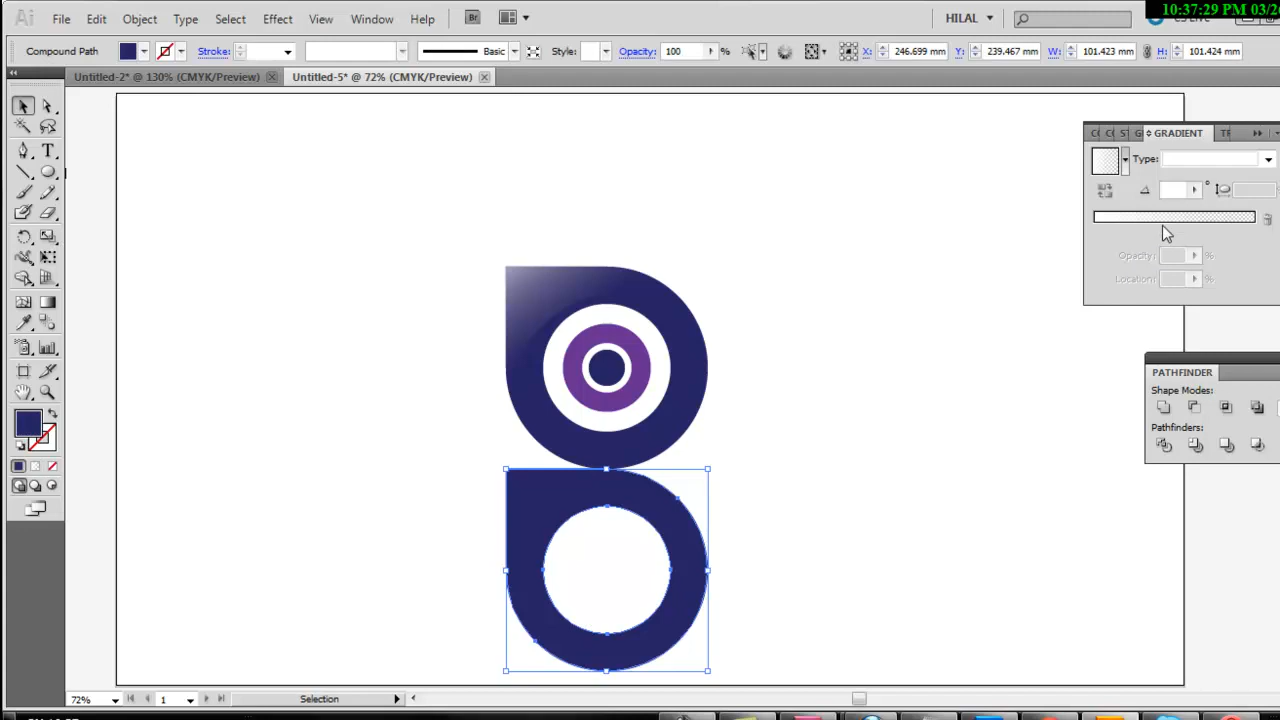 10:37:29 PM 03/2
Ai File Edit Object Type Select Effect View Window Help Br HILAL
Compound Path Stroke: Basic Style: Opacity: 100 % X: 246.699 mm Y: 239.467 mm W: 101.423 mm H: 101.424 mm
Untitled-2* @ 130% (CMYK/Preview) Untitled-5* @ 72% (CMYK/Preview)
GRADIENT
Type:
Opacity: %
Location: %
PATHFINDER
Shape Modes:
Pathfinders:
72% 1 Selection